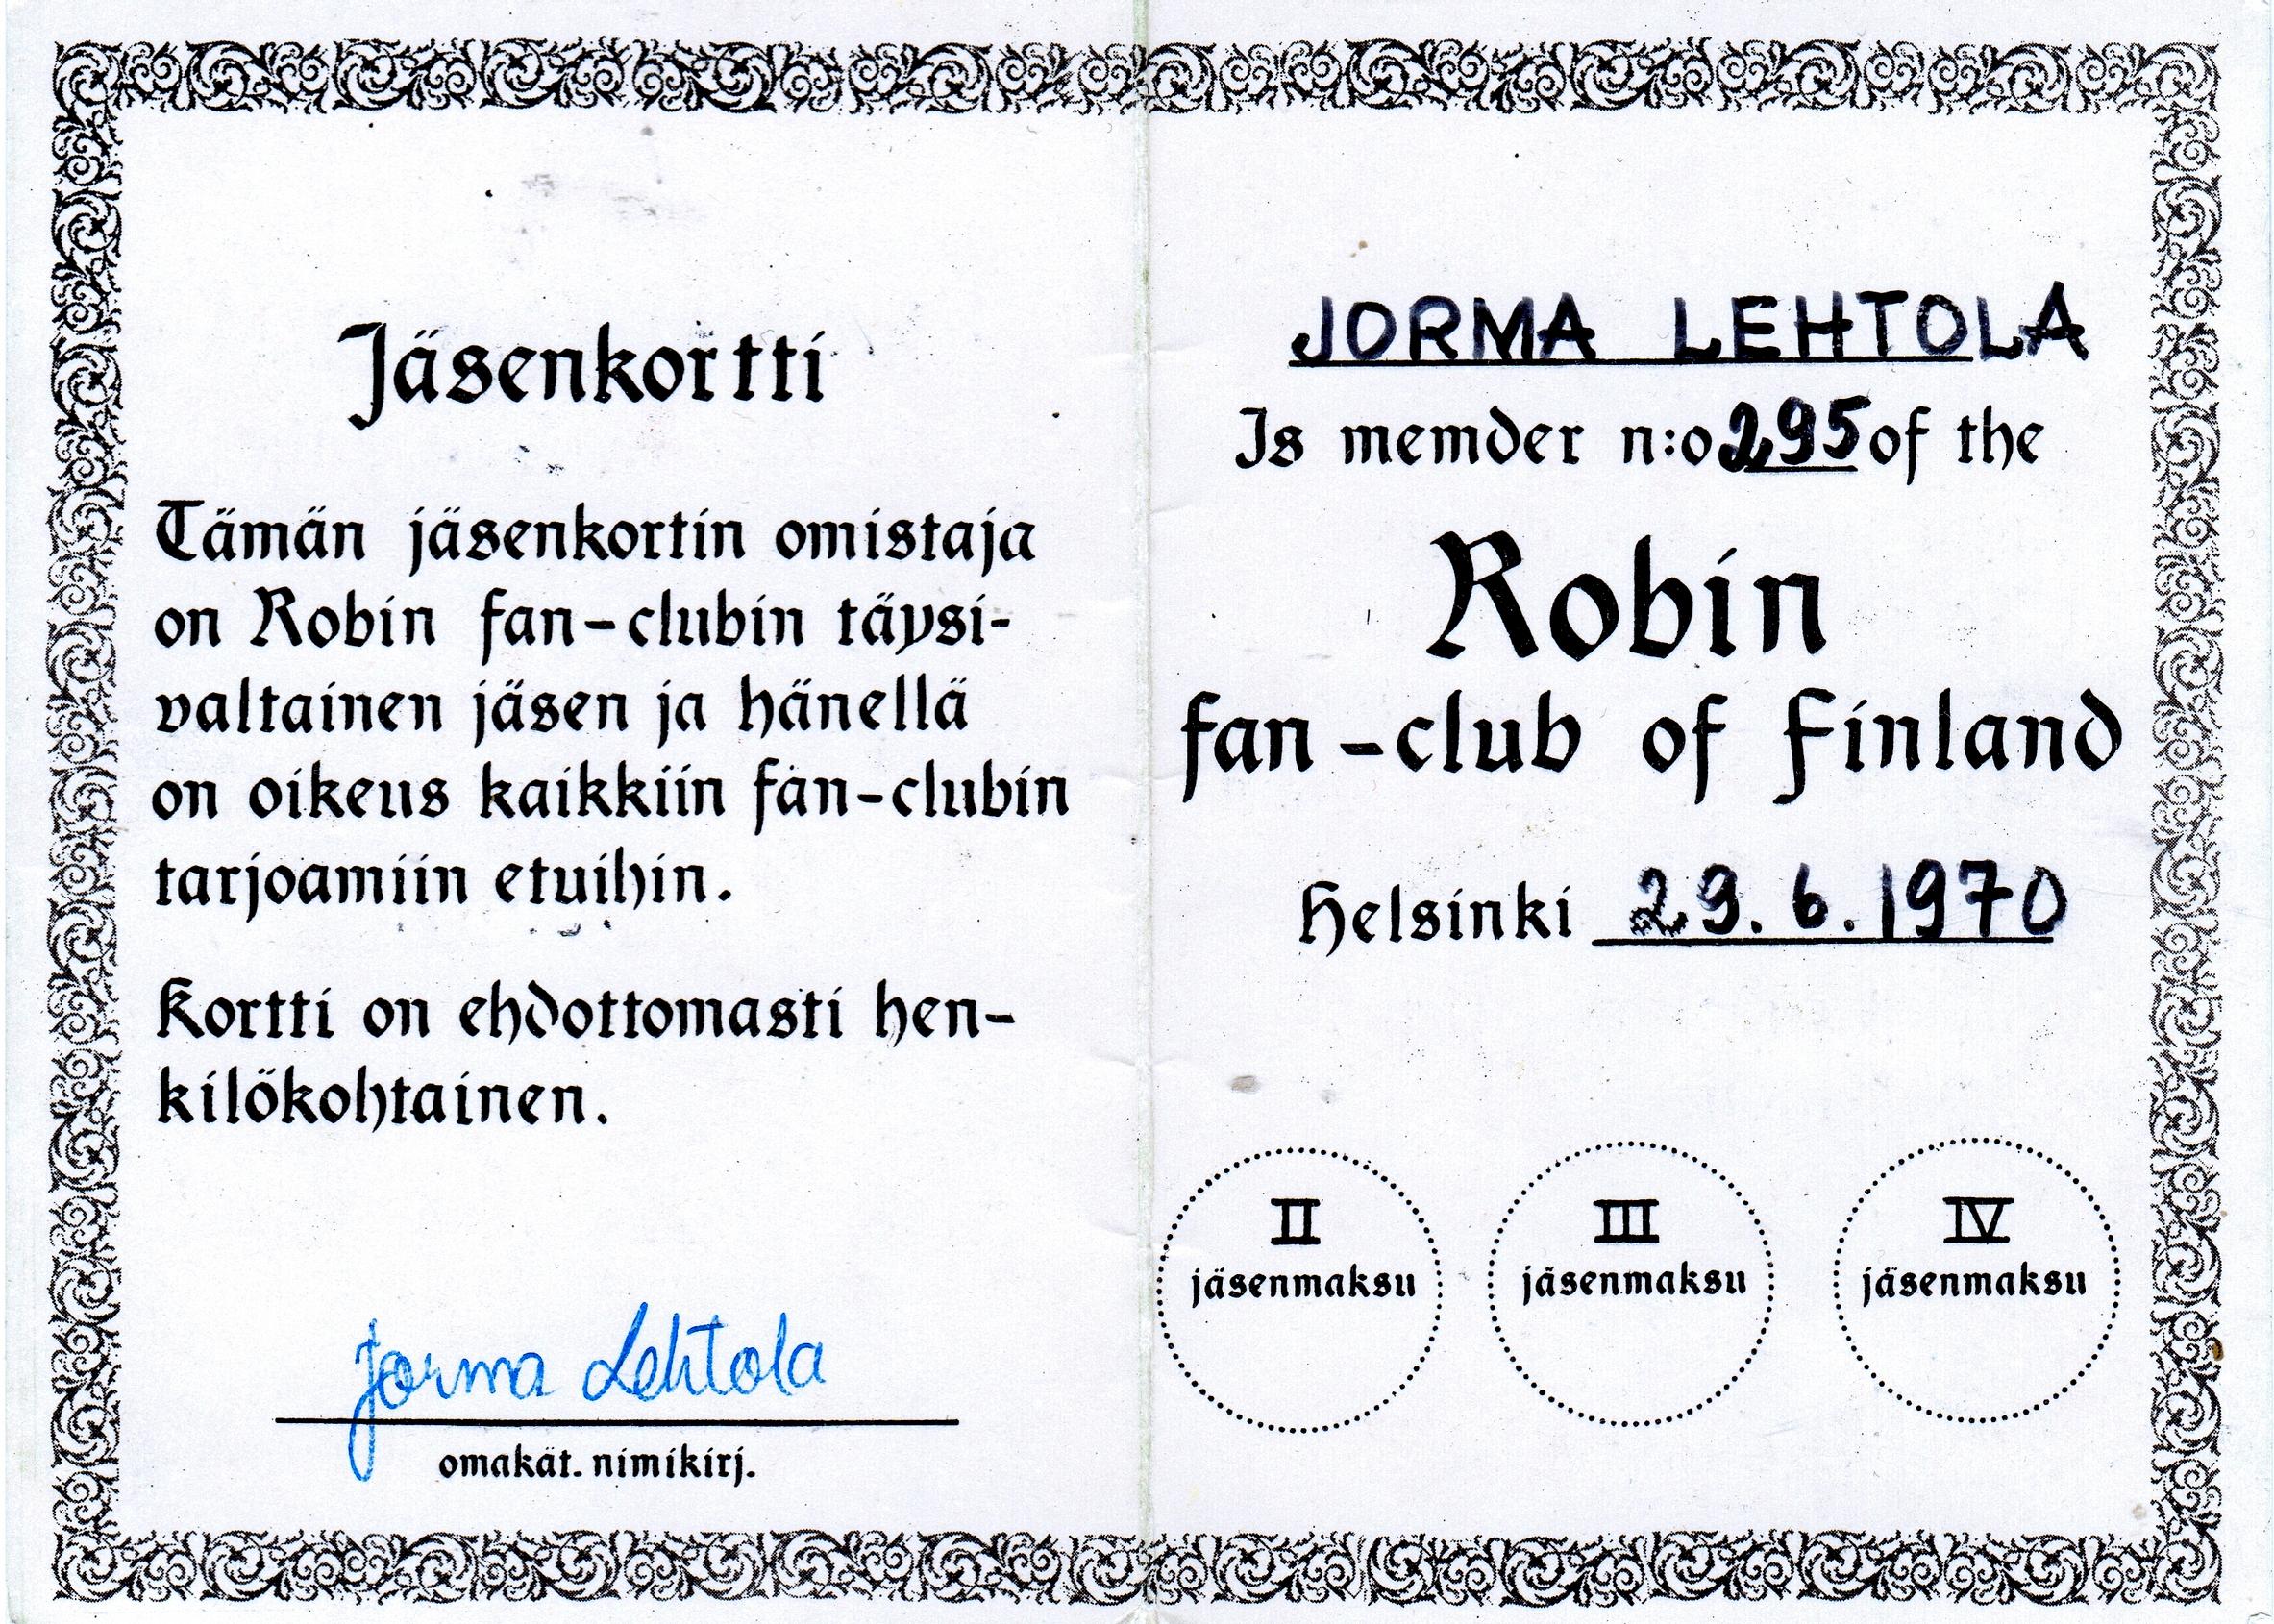 Jäsenkortti
Tämän jäsenkortin omistaja
on Robin fan-clubin täysi-
valtainen jäsen ja hänellä
on oikeus kaikkiin fan-clubin
tarjoamiin etuihin.
Kortti on ehdottomasti hen-
kilökohtainen.
Jorma Lehtola
omakät. nimikirj.
JORMA LEHTOLA
Is memder n:o 295 of the
Robin
fan-club of Finland
Helsinki 29.6.1970
II
jäsenmaksu
III
jäsenmaksu
IV
jäsenmaksu